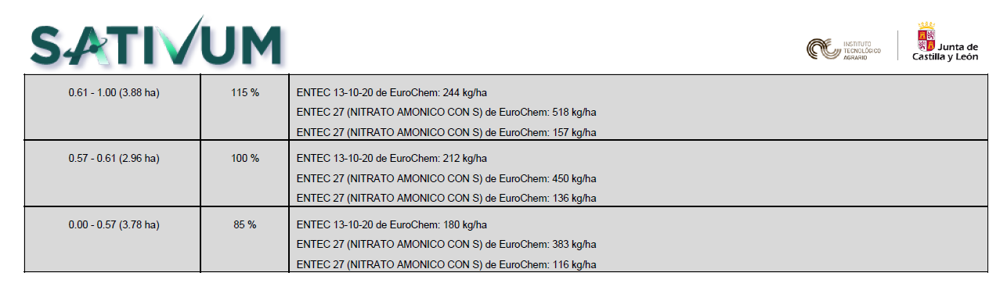 SATIVUM
INSTITUTO
TECNOLÓGICO
AGRARIO
Junta de
Castilla y León
0.61 - 1.00 (3.88 ha) 115 % ENTEC 13-10-20 de EuroChem: 244 kg/ha
ENTEC 27 (NITRATO AMONICO CON S) de EuroChem: 518 kg/ha
ENTEC 27 (NITRATO AMONICO CON S) de EuroChem: 157 kg/ha
0.57 - 0.61 (2.96 ha) 100 % ENTEC 13-10-20 de EuroChem: 212 kg/ha
ENTEC 27 (NITRATO AMONICO CON S) de EuroChem: 450 kg/ha
ENTEC 27 (NITRATO AMONICO CON S) de EuroChem: 136 kg/ha
0.00 - 0.57 (3.78 ha) 85 % ENTEC 13-10-20 de EuroChem: 180 kg/ha
ENTEC 27 (NITRATO AMONICO CON S) de EuroChem: 383 kg/ha
ENTEC 27 (NITRATO AMONICO CON S) de EuroChem: 116 kg/ha